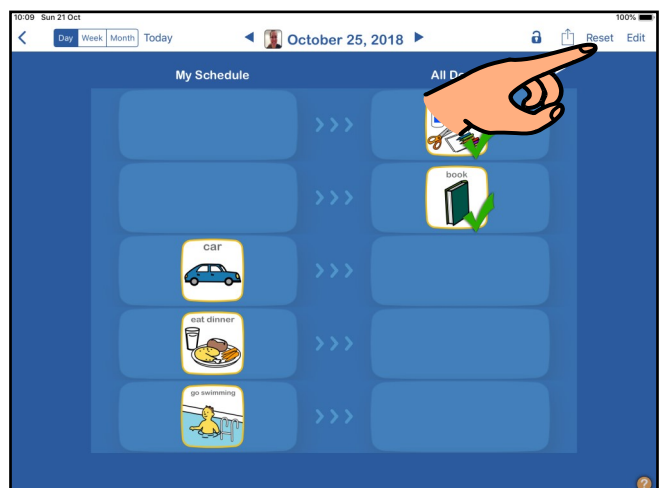 10:09 Sun 21 Oct 100%
Day Week Month Today October 25, 2018 Reset Edit
My Schedule
book
car
eat dinner
go swimming
?